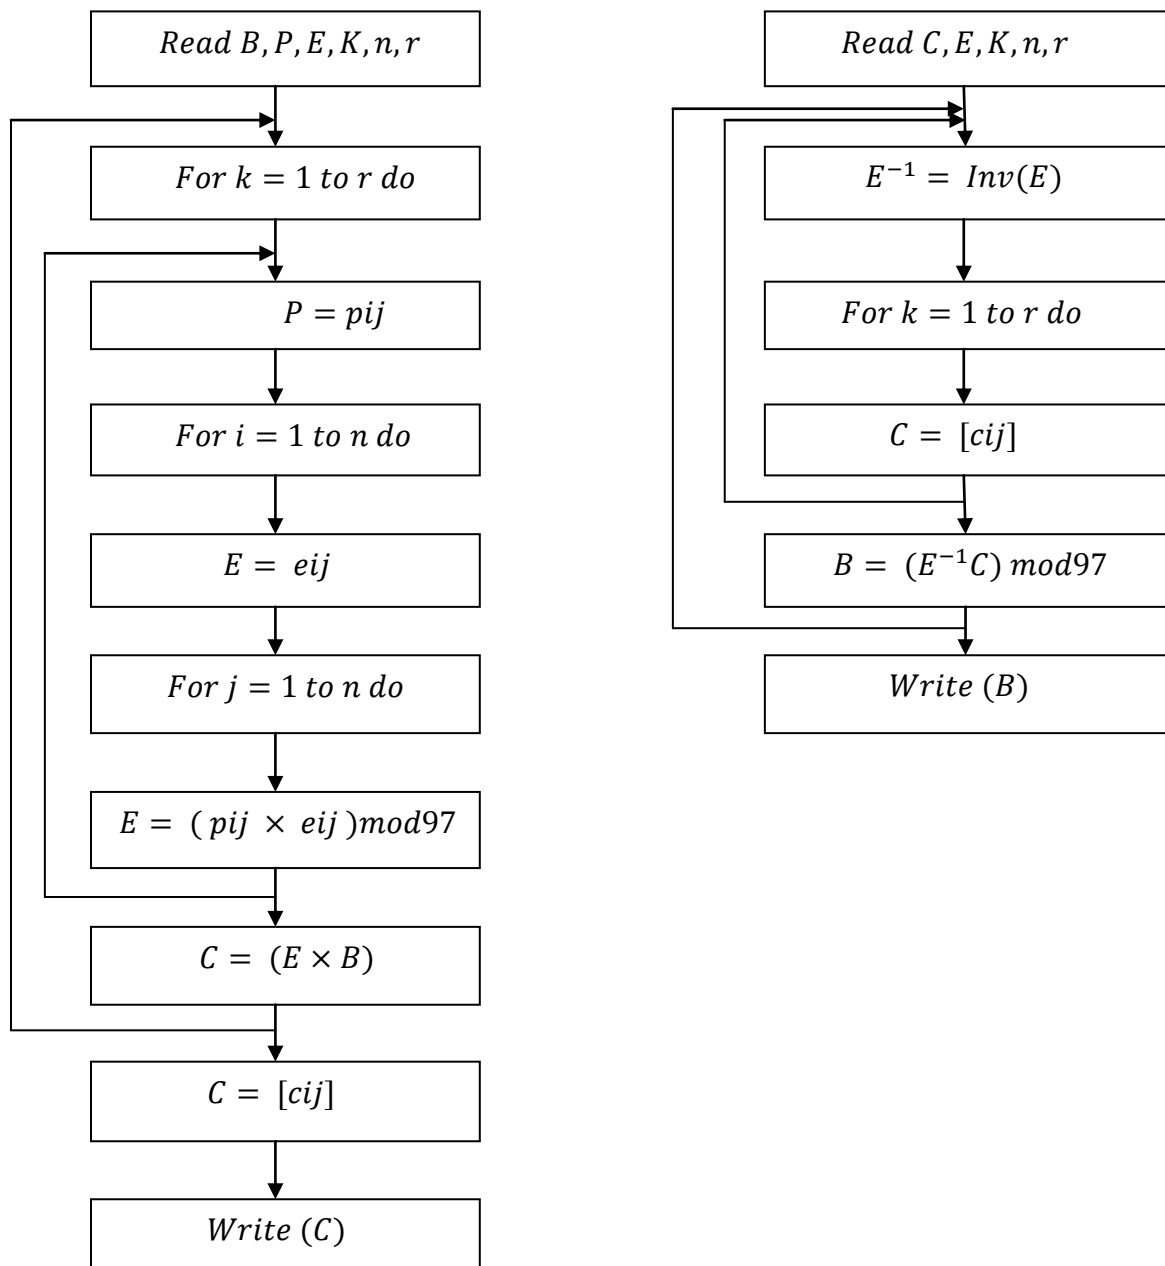 Read B, P, E, K, n, r
For k = 1 to r do
P = pij
For i = 1 to n do
E = eij
For j = 1 to n do
E = ( pij × eij )mod97
C = (E × B)
C = [cij]
Write (C)
Read C, E, K, n, r
E⁻¹ = Inv(E)
For k = 1 to r do
C = [cij]
B = (E⁻¹C) mod97
Write (B)